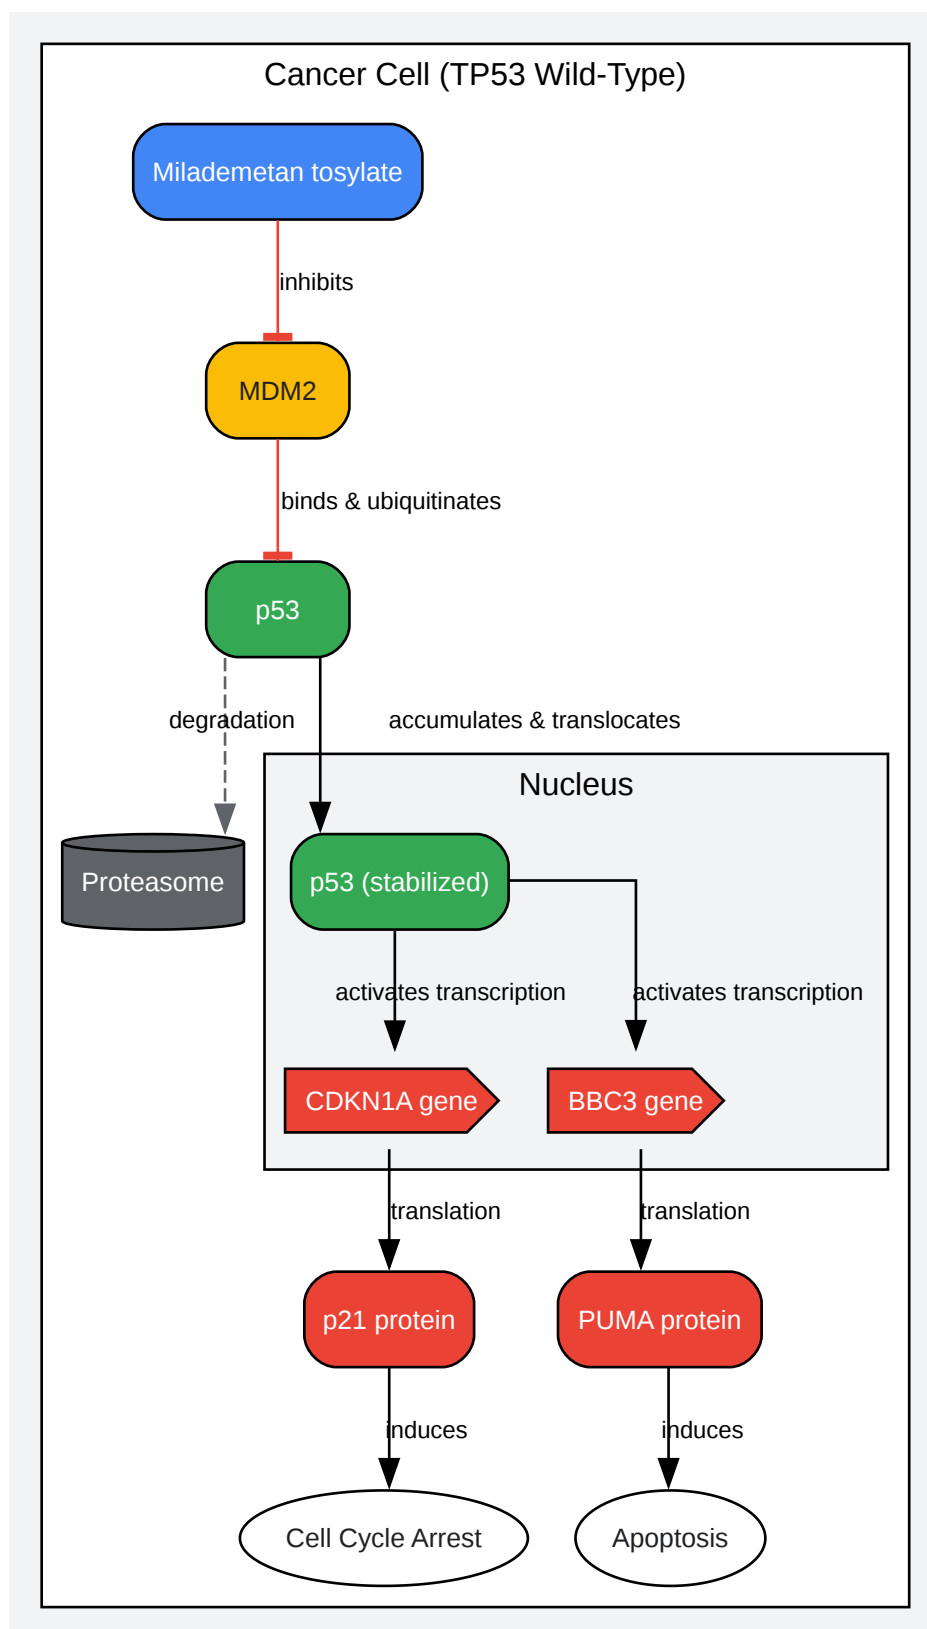 Cancer Cell (TP53 Wild-Type)
Milademetan tosylate
inhibits
MDM2
binds & ubiquitinates
p53
degradation
accumulates & translocates
Nucleus
Proteasome
p53 (stabilized)
activates transcription
activates transcription
CDKN1A gene
BBC3 gene
translation
translation
p21 protein
PUMA protein
induces
induces
Cell Cycle Arrest
Apoptosis